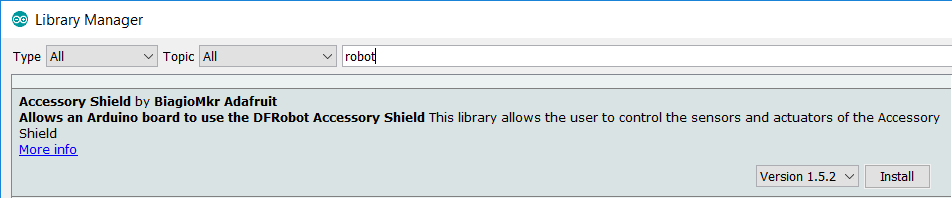 Library Manager
Type All Topic All robot
Accessory Shield by BiagioMkr Adafruit
Allows an Arduino board to use the DFRobot Accessory Shield This library allows the user to control the sensors and actuators of the Accessory
Shield
More info
Version 1.5.2 Install